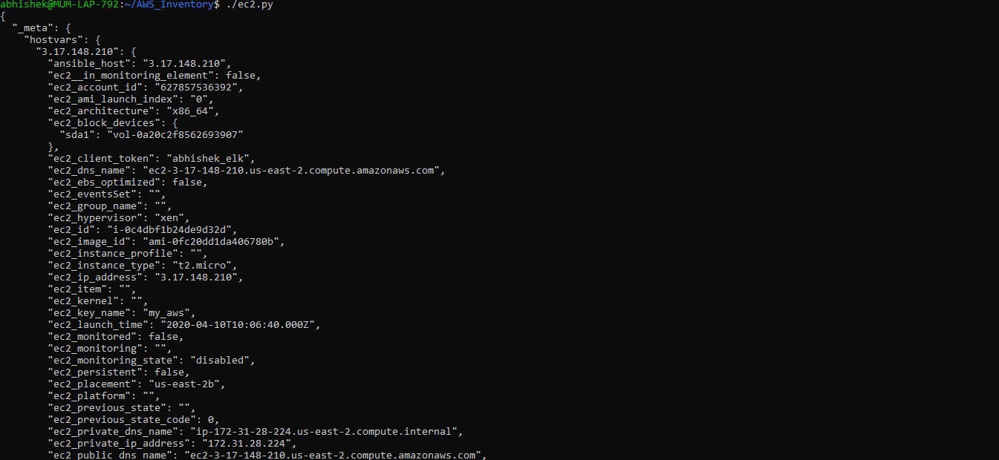 abhishek@MUM-LAP-792:~/AWS_Inventory$ ./ec2.py
{
  "_meta": {
    "hostvars": {
      "3.17.148.210": {
        "ansible_host": "3.17.148.210",
        "ec2__in_monitoring_element": false,
        "ec2_account_id": "627857536392",
        "ec2_ami_launch_index": "0",
        "ec2_architecture": "x86_64",
        "ec2_block_devices": {
          "sda1": "vol-0a20c2f8562693907"
        },
        "ec2_client_token": "abhishek_elk",
        "ec2_dns_name": "ec2-3-17-148-210.us-east-2.compute.amazonaws.com",
        "ec2_ebs_optimized": false,
        "ec2_eventsSet": "",
        "ec2_group_name": "",
        "ec2_hypervisor": "xen",
        "ec2_id": "i-0c4dbf1b24de9d32d",
        "ec2_image_id": "ami-0fc20dd1da406780b",
        "ec2_instance_profile": "",
        "ec2_instance_type": "t2.micro",
        "ec2_ip_address": "3.17.148.210",
        "ec2_item": "",
        "ec2_kernel": "",
        "ec2_key_name": "my_aws",
        "ec2_launch_time": "2020-04-10T10:06:40.000Z",
        "ec2_monitored": false,
        "ec2_monitoring": "",
        "ec2_monitoring_state": "disabled",
        "ec2_persistent": false,
        "ec2_placement": "us-east-2b",
        "ec2_platform": "",
        "ec2_previous_state": "",
        "ec2_previous_state_code": 0,
        "ec2_private_dns_name": "ip-172-31-28-224.us-east-2.compute.internal",
        "ec2_private_ip_address": "172.31.28.224",
        "ec2_public_dns_name": "ec2-3-17-148-210.us-east-2.compute.amazonaws.com",